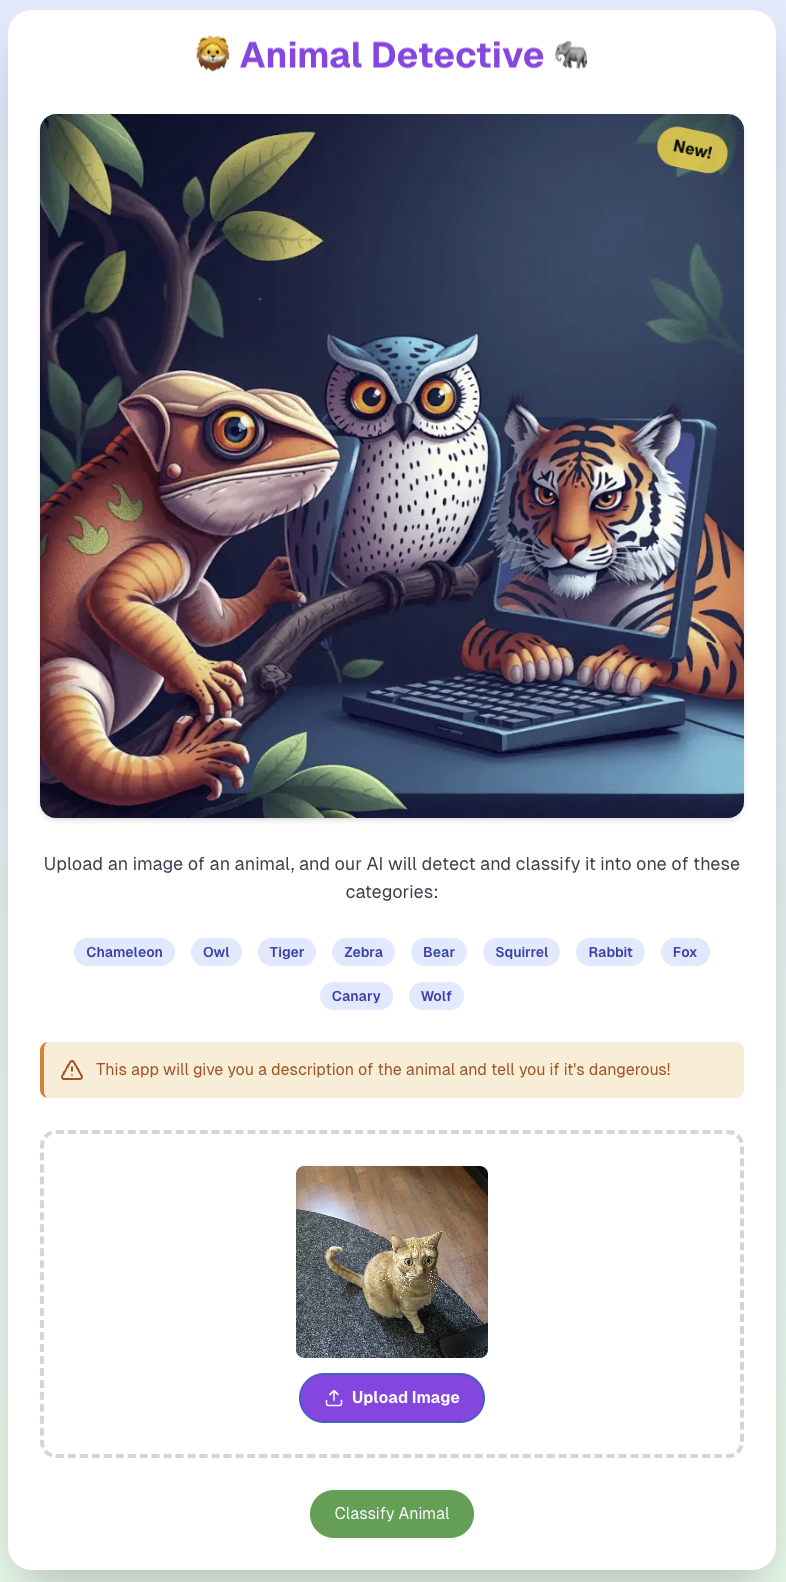 🦁 Animal Detective 🐘
New!
Upload an image of an animal, and our AI will detect and classify it into one of these
categories:
Chameleon Owl Tiger Zebra Bear Squirrel Rabbit Fox
Canary Wolf
This app will give you a description of the animal and tell you if it's dangerous!
Upload Image
Classify Animal